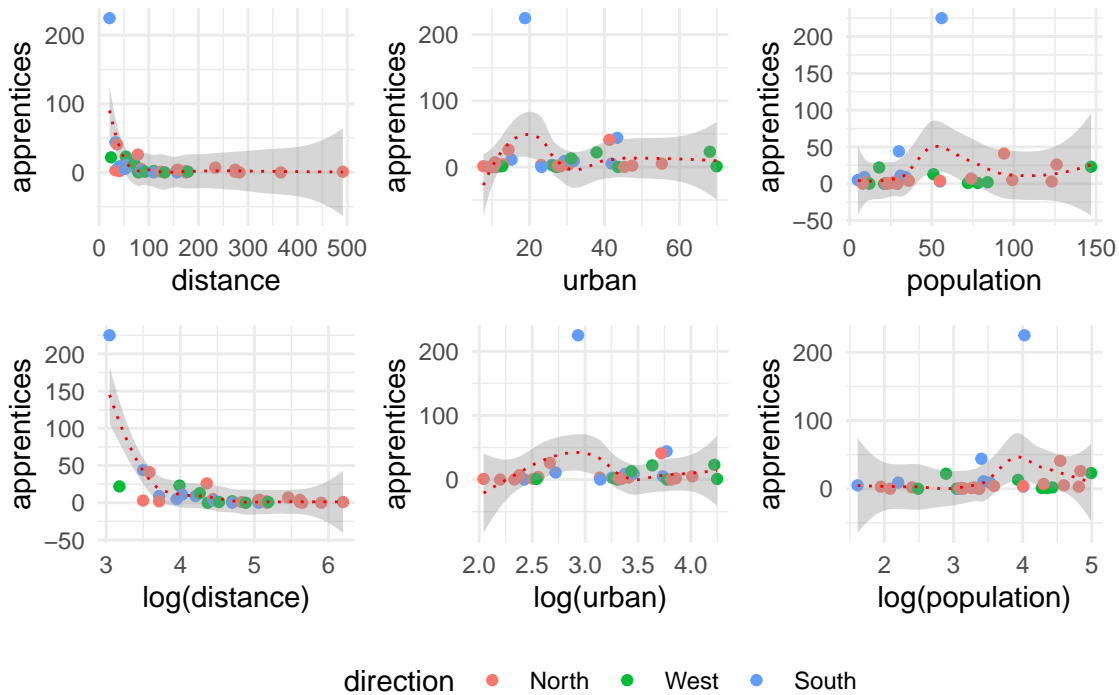 apprentices
200
100
0
0 100 200 300 400 500
distance
apprentices
200
150
100
50
0
-50
20 40 60
urban
apprentices
200
150
100
50
0
−50
0 50 100 150
population
apprentices
200
150
100
50
0
−50
3 4 5 6
log(distance)
apprentices
200
100
0
2.0 2.5 3.0 3.5 4.0
log(urban)
apprentices
200
100
0
2 3 4 5
log(population)
direction North West South